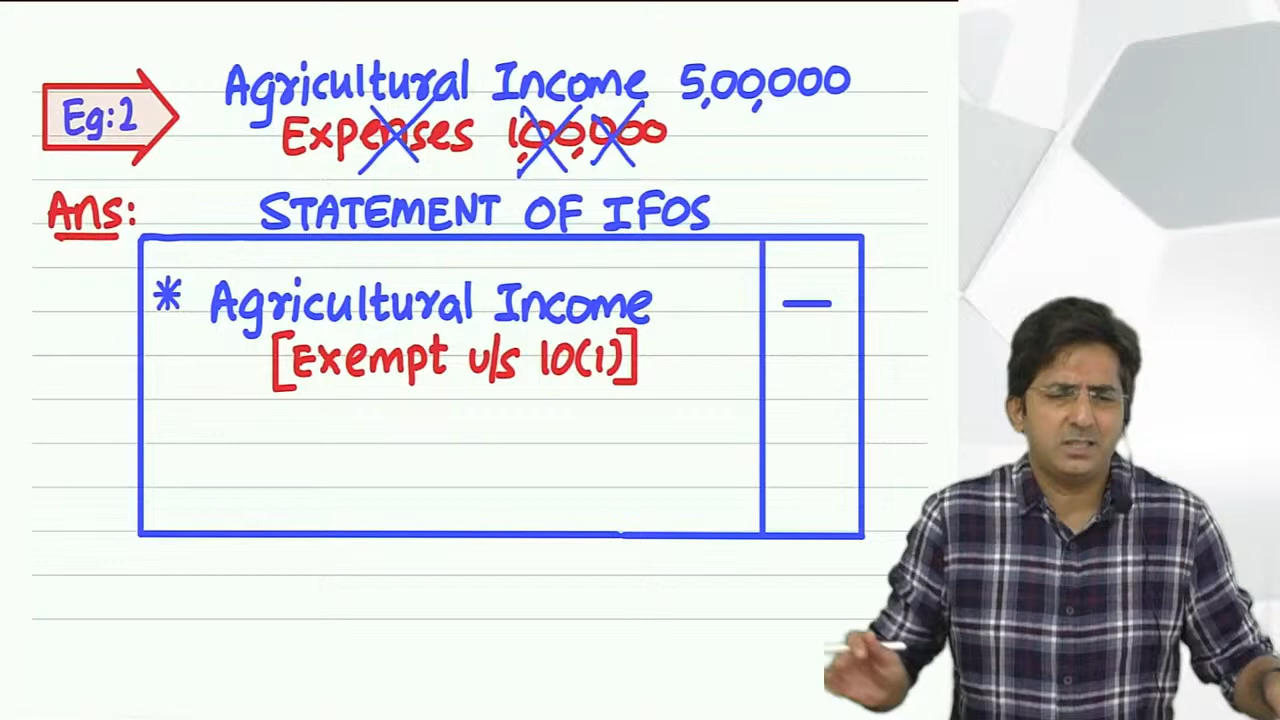 Eg:2
Agricultural Income 5,00,000
Expenses 1,00,000
Ans:
STATEMENT OF IFOS
* Agricultural Income —
[Exempt u/s 10(1)]